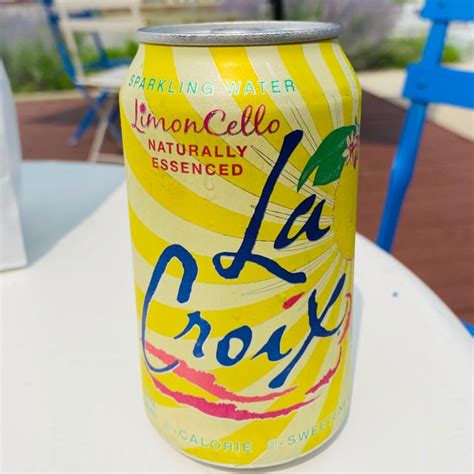 SPARKLING WATER
LimonCello
NATURALLY
ESSENCED
La
Croix
-CALORIE